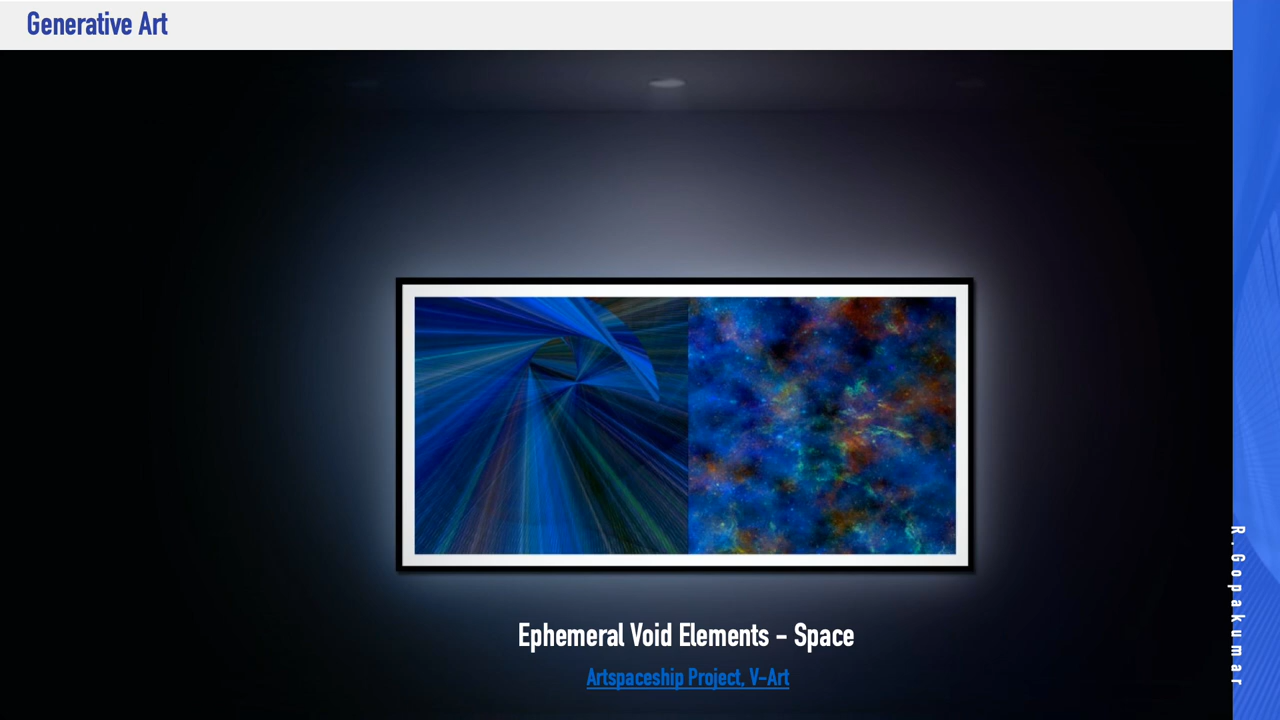 Generative Art
Ephemeral Void Elements - Space
Artspaceship Project, V-Art
R.Gopakumar